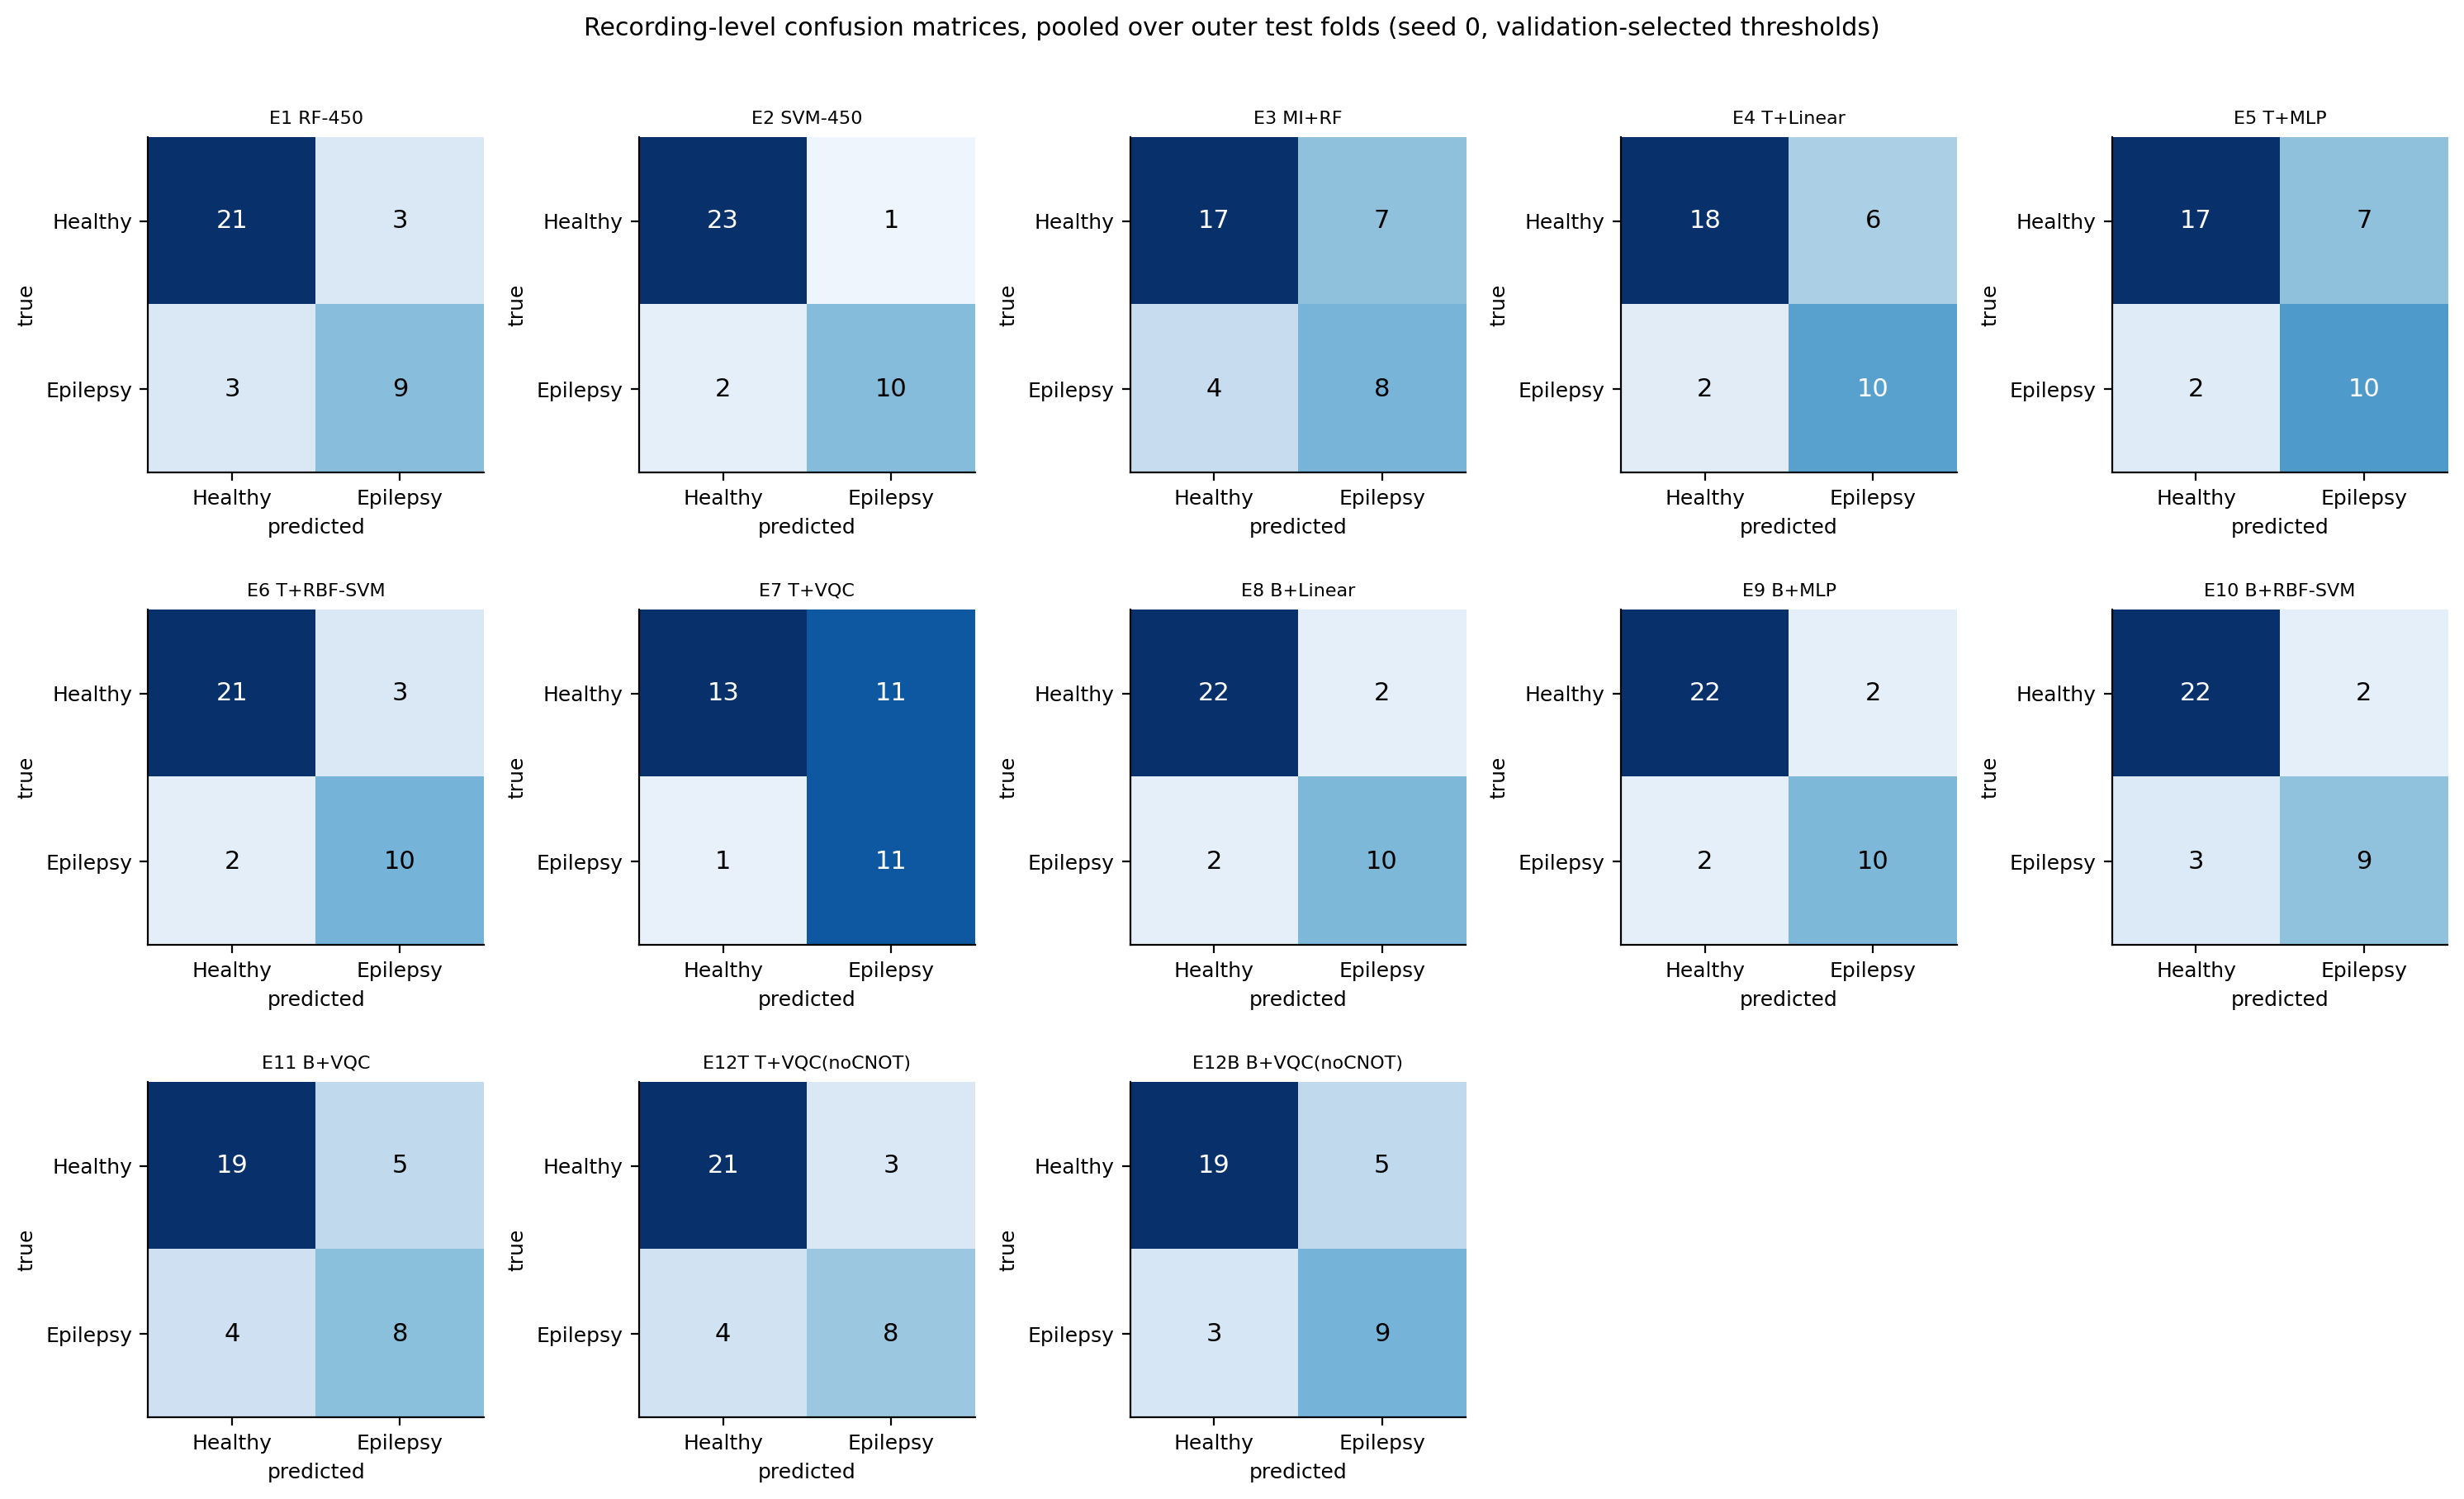 Recording-level confusion matrices, pooled over outer test folds (seed 0, validation-selected thresholds)
E1 RF-450
true
Healthy
21
3
Epilepsy
3
9
Healthy
Epilepsy
predicted
E2 SVM-450
true
Healthy
23
1
Epilepsy
2
10
Healthy
Epilepsy
predicted
E3 MI+RF
true
Healthy
17
7
Epilepsy
4
8
Healthy
Epilepsy
predicted
E4 T+Linear
true
Healthy
18
6
Epilepsy
2
10
Healthy
Epilepsy
predicted
E5 T+MLP
true
Healthy
17
7
Epilepsy
2
10
Healthy
Epilepsy
predicted
E6 T+RBF-SVM
true
Healthy
21
3
Epilepsy
2
10
Healthy
Epilepsy
predicted
E7 T+VQC
true
Healthy
13
11
Epilepsy
1
11
Healthy
Epilepsy
predicted
E8 B+Linear
true
Healthy
22
2
Epilepsy
2
10
Healthy
Epilepsy
predicted
E9 B+MLP
true
Healthy
22
2
Epilepsy
2
10
Healthy
Epilepsy
predicted
E10 B+RBF-SVM
true
Healthy
22
2
Epilepsy
3
9
Healthy
Epilepsy
predicted
E11 B+VQC
true
Healthy
19
5
Epilepsy
4
8
Healthy
Epilepsy
predicted
E12T T+VQC(noCNOT)
true
Healthy
21
3
Epilepsy
4
8
Healthy
Epilepsy
predicted
E12B B+VQC(noCNOT)
true
Healthy
19
5
Epilepsy
3
9
Healthy
Epilepsy
predicted